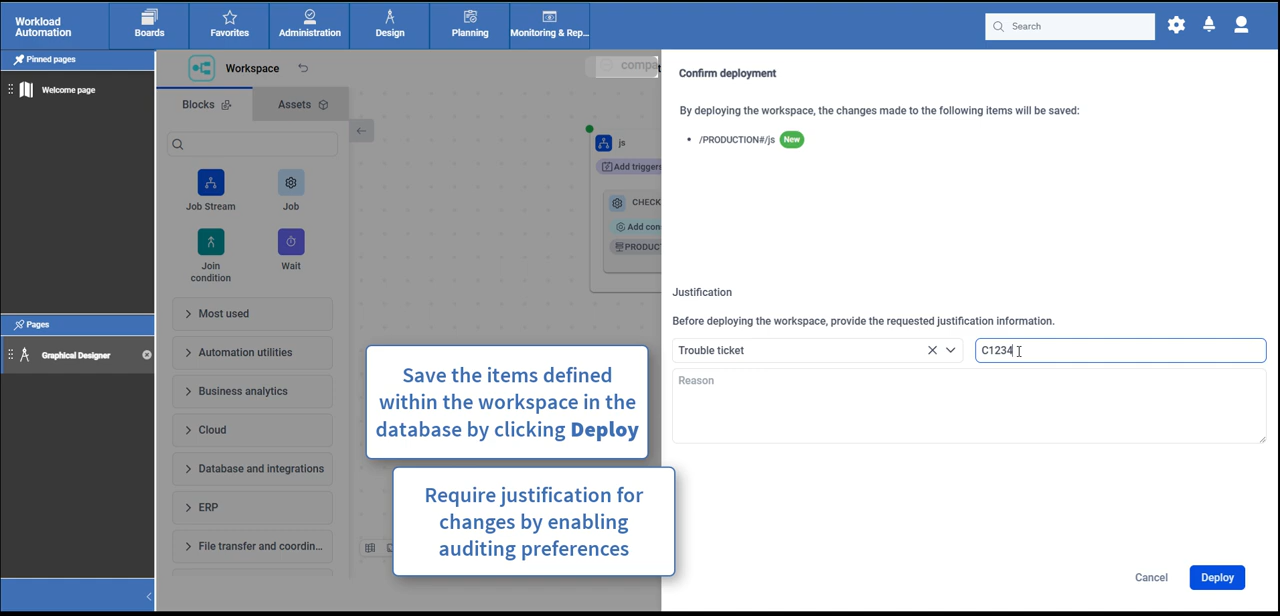 Workload
Automation
Boards
Favorites
Administration
Design
Planning
Monitoring & Rep...
Search
Pinned pages
Welcome page
Pages
Graphical Designer
Workspace
Blocks
Assets
Job Stream
Job
Join
condition
Wait
Most used
Automation utilities
Business analytics
Cloud
Database and integrations
ERP
File transfer and coordin...
js
Add triggers
CHECK
Add con
PRODUC
Save the items defined
within the workspace in the
database by clicking Deploy
Require justification for
changes by enabling
auditing preferences
Confirm deployment
By deploying the workspace, the changes made to the following items will be saved:
• /PRODUCTION#/js New
Justification
Before deploying the workspace, provide the requested justification information.
Trouble ticket
C1234
Reason
Cancel
Deploy